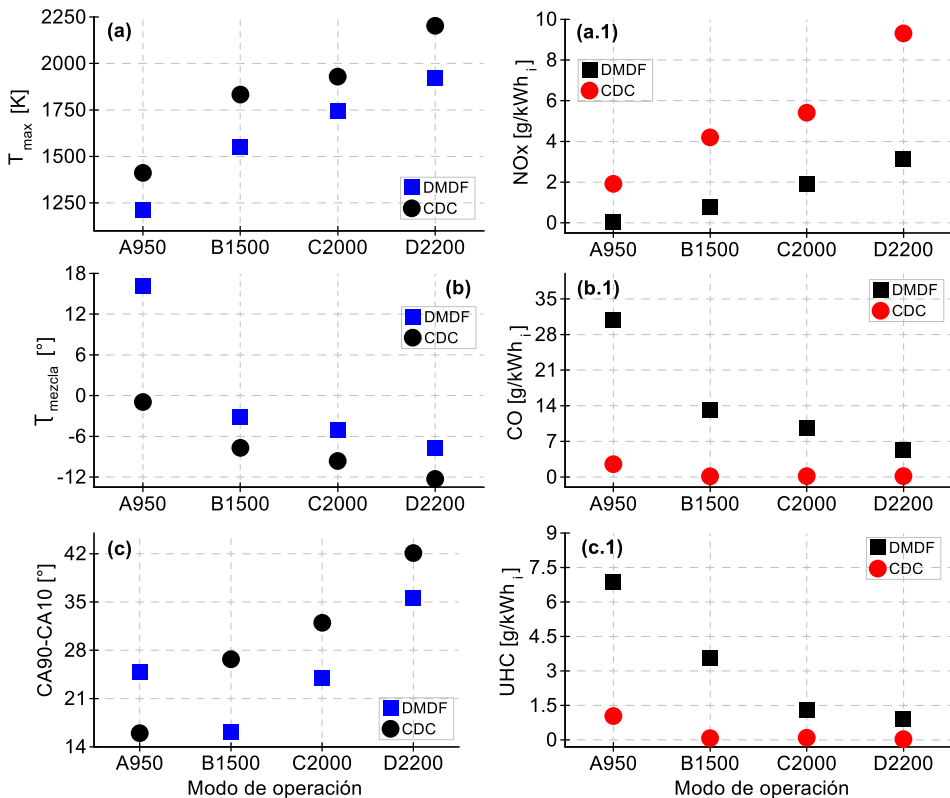 (a)
T max [K]
2250
2000
1750
1500
1250
DMDF
CDC
A950 B1500 C2000 D2200
(a.1)
NOx [g/kWh i]
10
8
6
4
2
0
DMDF
CDC
A950 B1500 C2000 D2200
(b)
τ mezcla [°]
18
12
6
0
-6
-12
DMDF
CDC
A950 B1500 C2000 D2200
(b.1)
CO [g/kWh i]
35
28
21
14
7
0
DMDF
CDC
A950 B1500 C2000 D2200
(c)
CA90-CA10 [°]
42
35
28
21
14
DMDF
CDC
A950 B1500 C2000 D2200
Modo de operación
(c.1)
UHC [g/kWh i]
9
7.5
6
4.5
3
1.5
0
DMDF
CDC
A950 B1500 C2000 D2200
Modo de operación